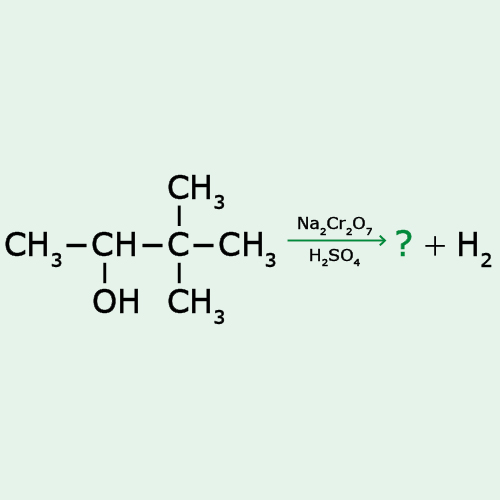 CH₃
Na₂Cr₂O₇
CH₃–CH–C–CH₃ → ? + H₂
H₂SO₄
OH CH₃